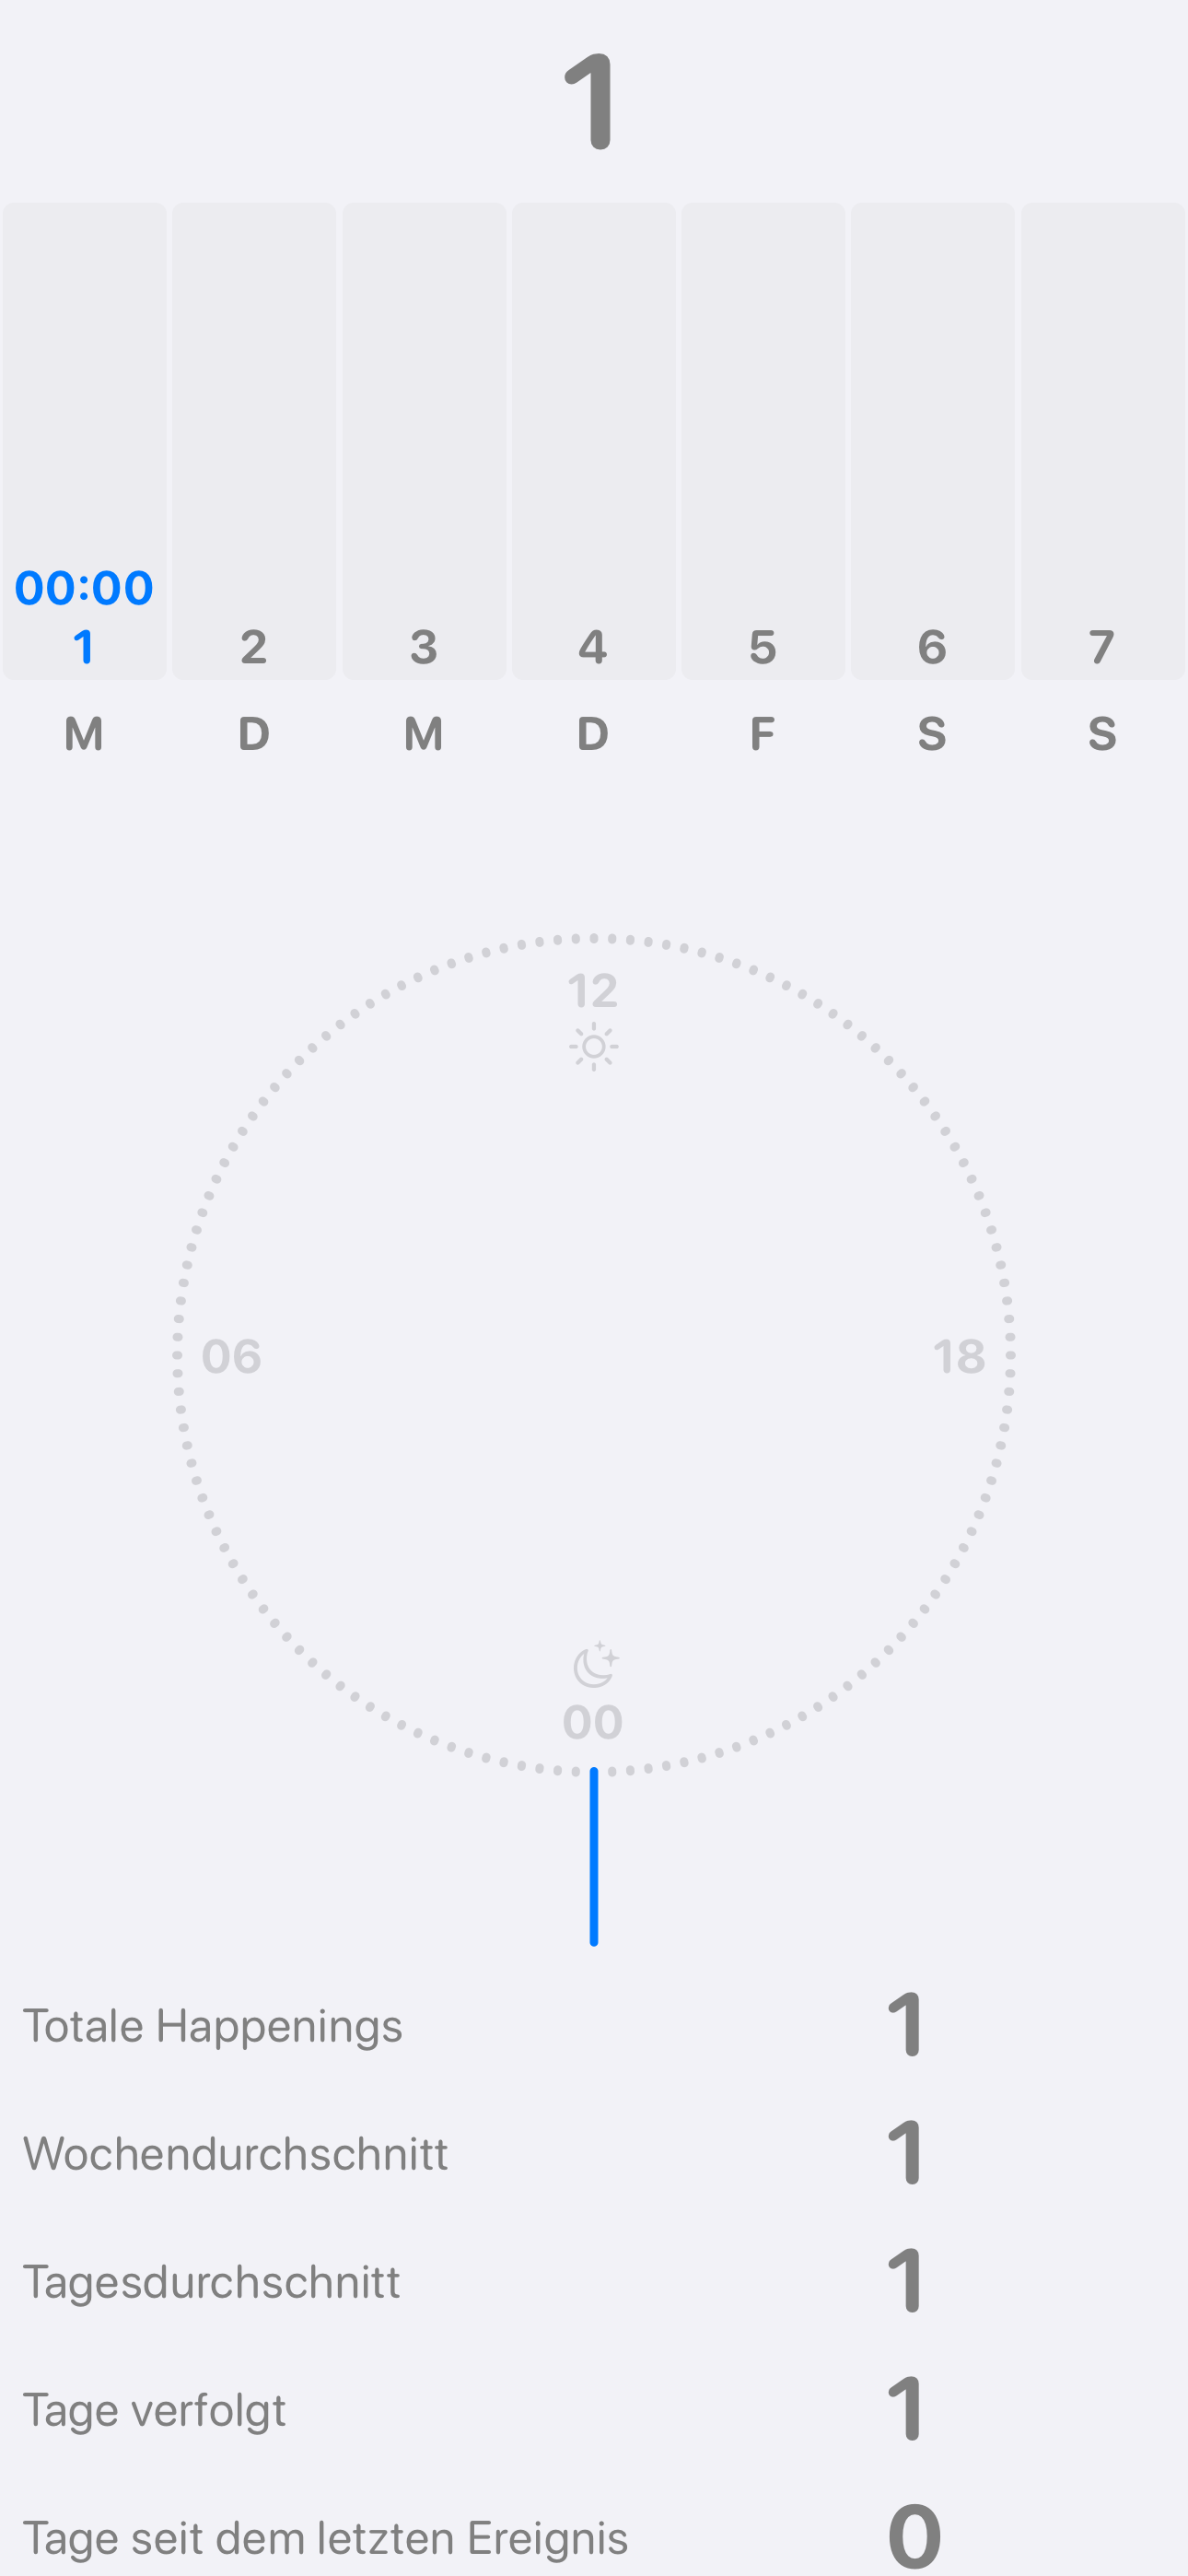 1
00:00
1 2 3 4 5 6 7
M D M D F S S
12
06 18
00
Totale Happenings 1
Wochendurchschnitt 1
Tagesdurchschnitt 1
Tage verfolgt 1
Tage seit dem letzten Ereignis 0